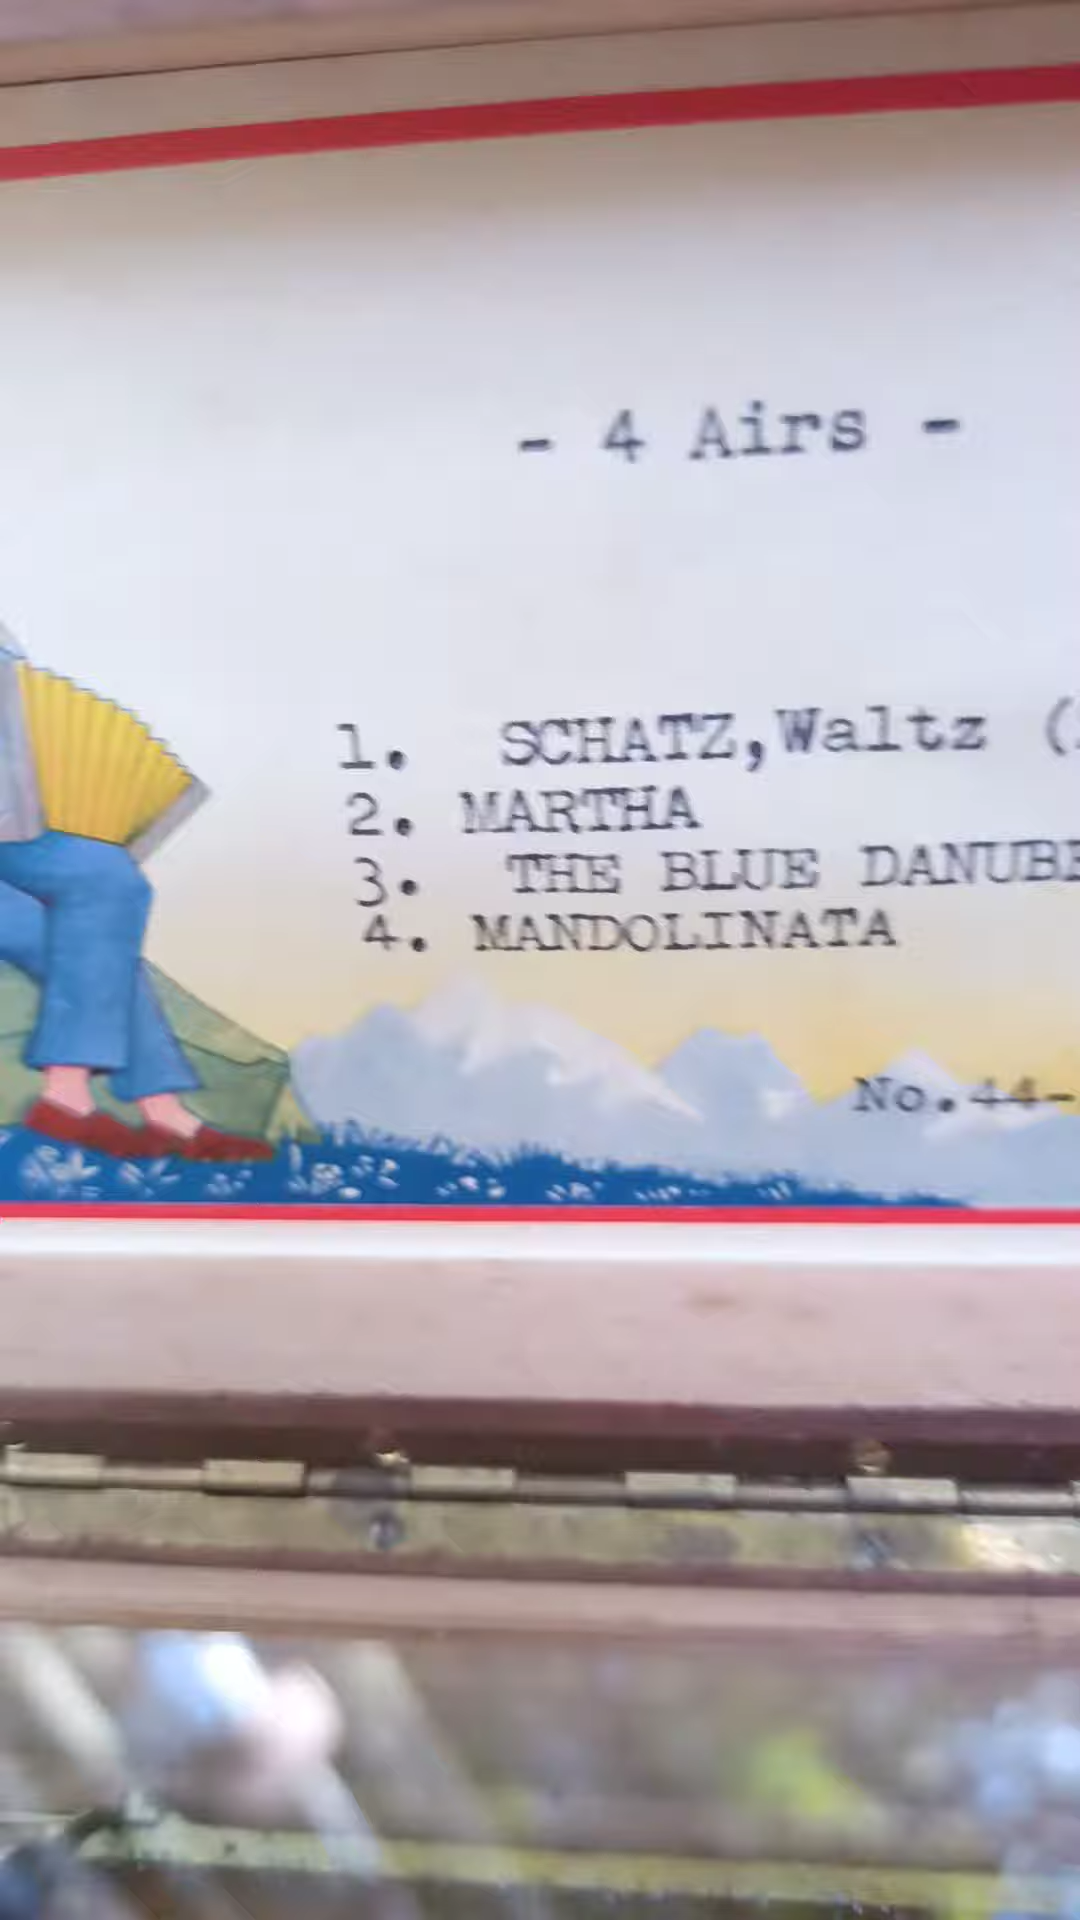 - 4 Airs -
1. SCHATZ,Waltz (
2. MARTHA
3. THE BLUE DANUBE
4. MANDOLINATA
No.44-